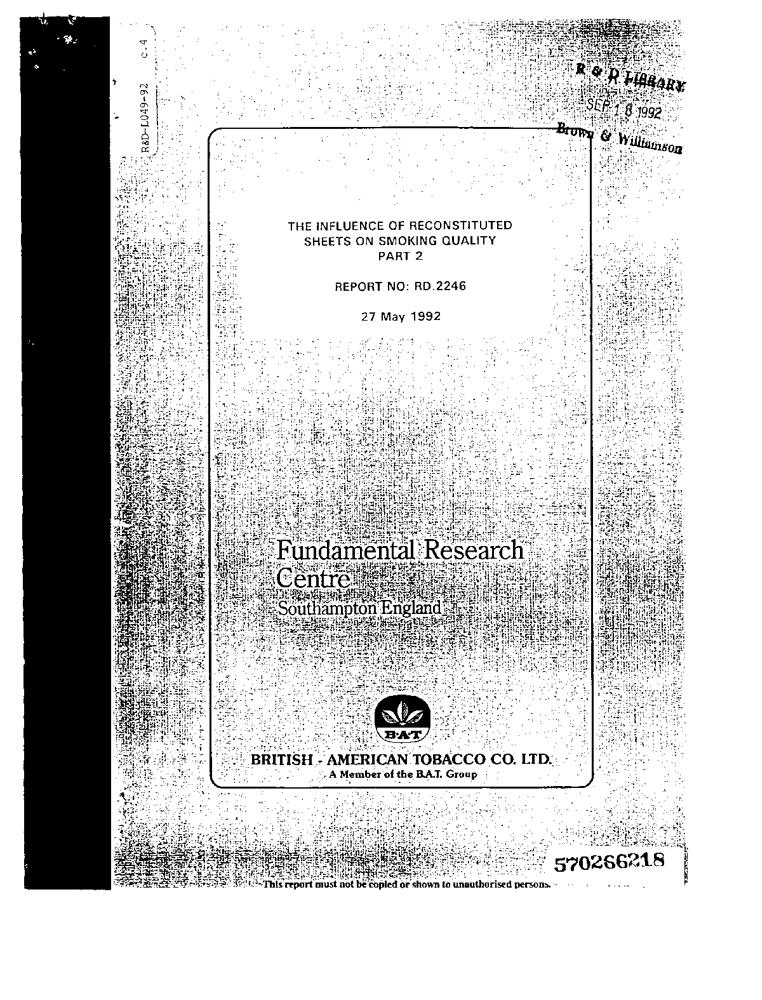 R&D-L049-92 c.4
R & D LIBRARY
SEP 18 1992
Brown & Williamson
THE INFLUENCE OF RECONSTITUTED
SHEETS ON SMOKING QUALITY
PART 2
REPORT NO: RD.2246
27 May 1992
Fundamental Research
Centre
Southampton England
B·A·T
BRITISH - AMERICAN TOBACCO CO. LTD.
A Member of the B.A.T. Group
570266218
This report must not be copied or shown to unauthorised persons.